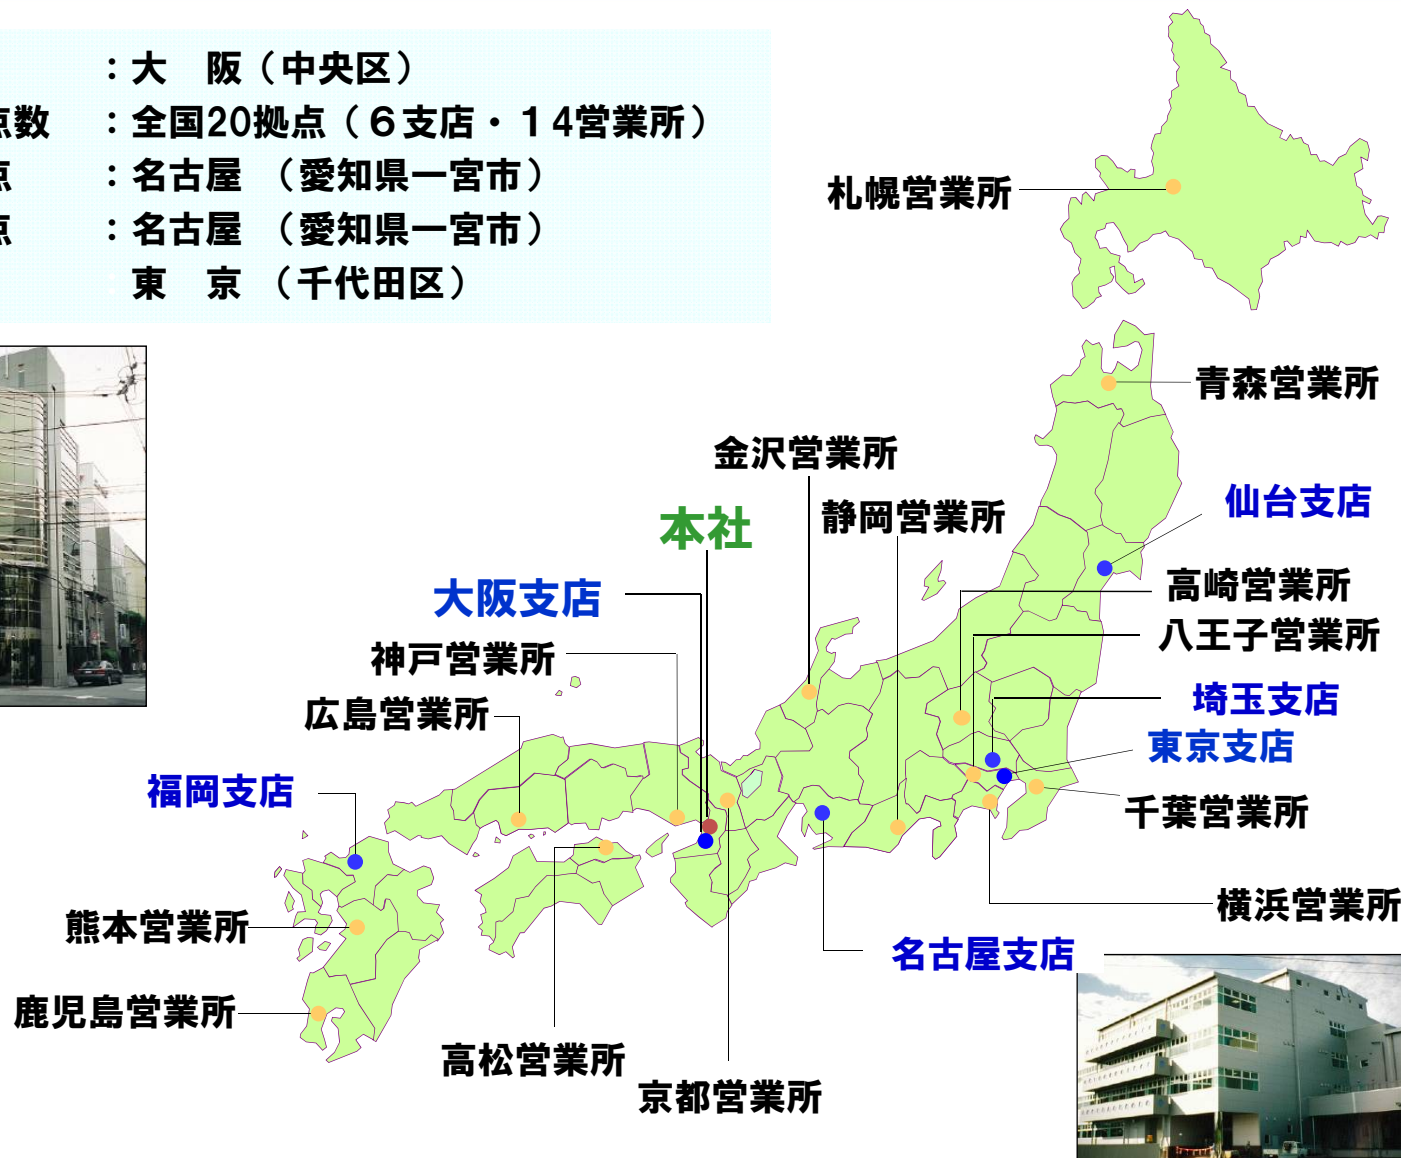 ：大　阪（中央区）
点数　：全国20拠点（６支店・１4営業所）
点　：名古屋 （愛知県一宮市）
点　：名古屋 （愛知県一宮市）
：東　京 （千代田区）
札幌営業所
青森営業所
金沢営業所
仙台支店
静岡営業所
本社
高崎営業所
大阪支店
八王子営業所
神戸営業所
埼玉支店
広島営業所
東京支店
福岡支店
千葉営業所
横浜営業所
熊本営業所
名古屋支店
鹿児島営業所
高松営業所
京都営業所